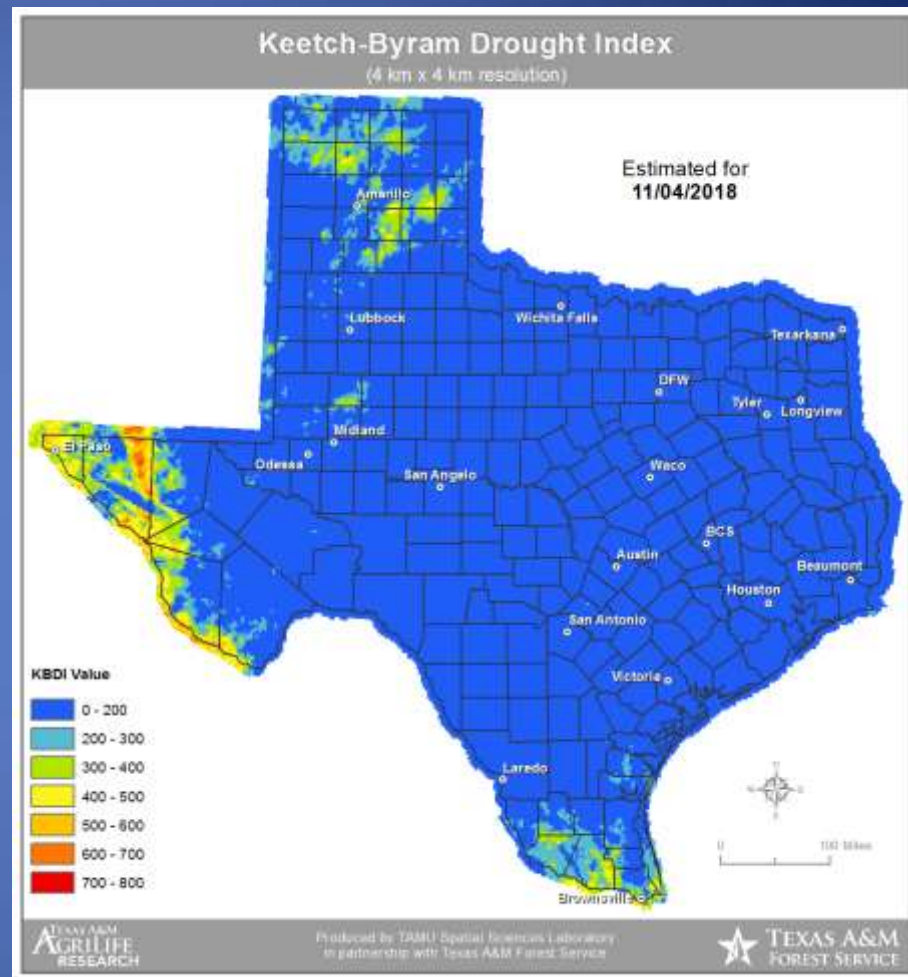 Keetch-Byram Drought Index
(4 km x 4 km resolution)
Estimated for
11/04/2018
Amarillo
Lubbock
Wichita Falls
Texarkana
DFW
Tyler
Longview
El Paso
Midland
Odessa
San Angelo
Waco
BCS
Austin
Beaumont
Houston
San Antonio
Victoria
Laredo
Brownsville
KBDI Value
0 - 200
200 - 300
300 - 400
400 - 500
500 - 600
600 - 700
700 - 800
N
W
E
S
0
100 Miles
TEXAS A&M
AGRILIFE
RESEARCH
Produced by TAMU Spatial Sciences Laboratory
in partnership with Texas A&M Forest Service
TEXAS A&M
FOREST SERVICE